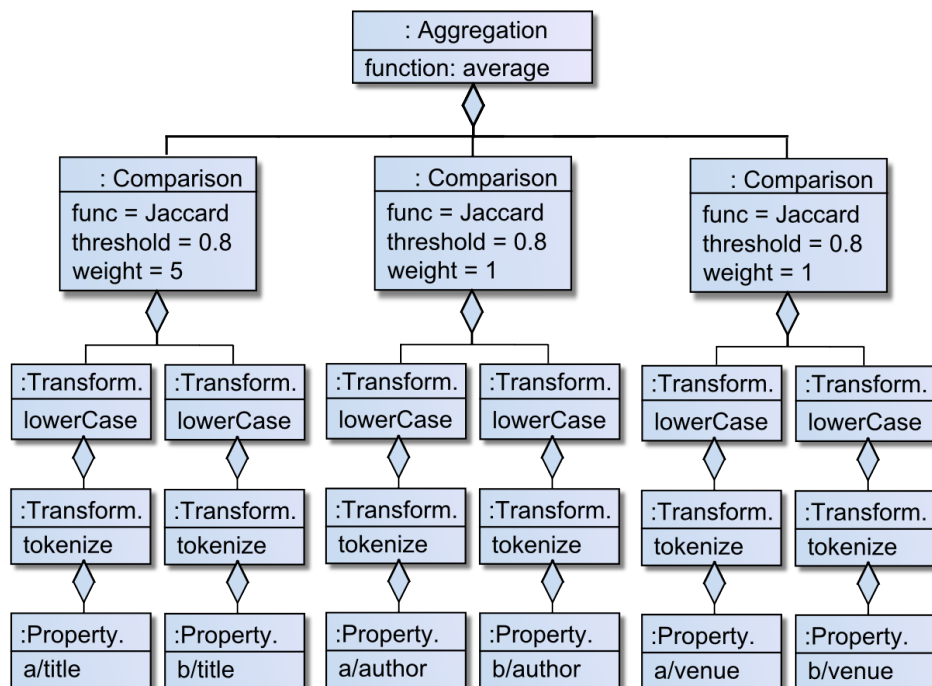 : Aggregation
function: average
: Comparison
func = Jaccard
threshold = 0.8
weight = 5
: Comparison
func = Jaccard
threshold = 0.8
weight = 1
: Comparison
func = Jaccard
threshold = 0.8
weight = 1
:Transform.
lowerCase
:Transform.
lowerCase
:Transform.
lowerCase
:Transform.
lowerCase
:Transform.
lowerCase
:Transform.
lowerCase
:Transform.
tokenize
:Transform.
tokenize
:Transform.
tokenize
:Transform.
tokenize
:Transform.
tokenize
:Transform.
tokenize
:Property.
a/title
:Property.
b/title
:Property.
a/author
:Property.
b/author
:Property.
a/venue
:Property.
b/venue